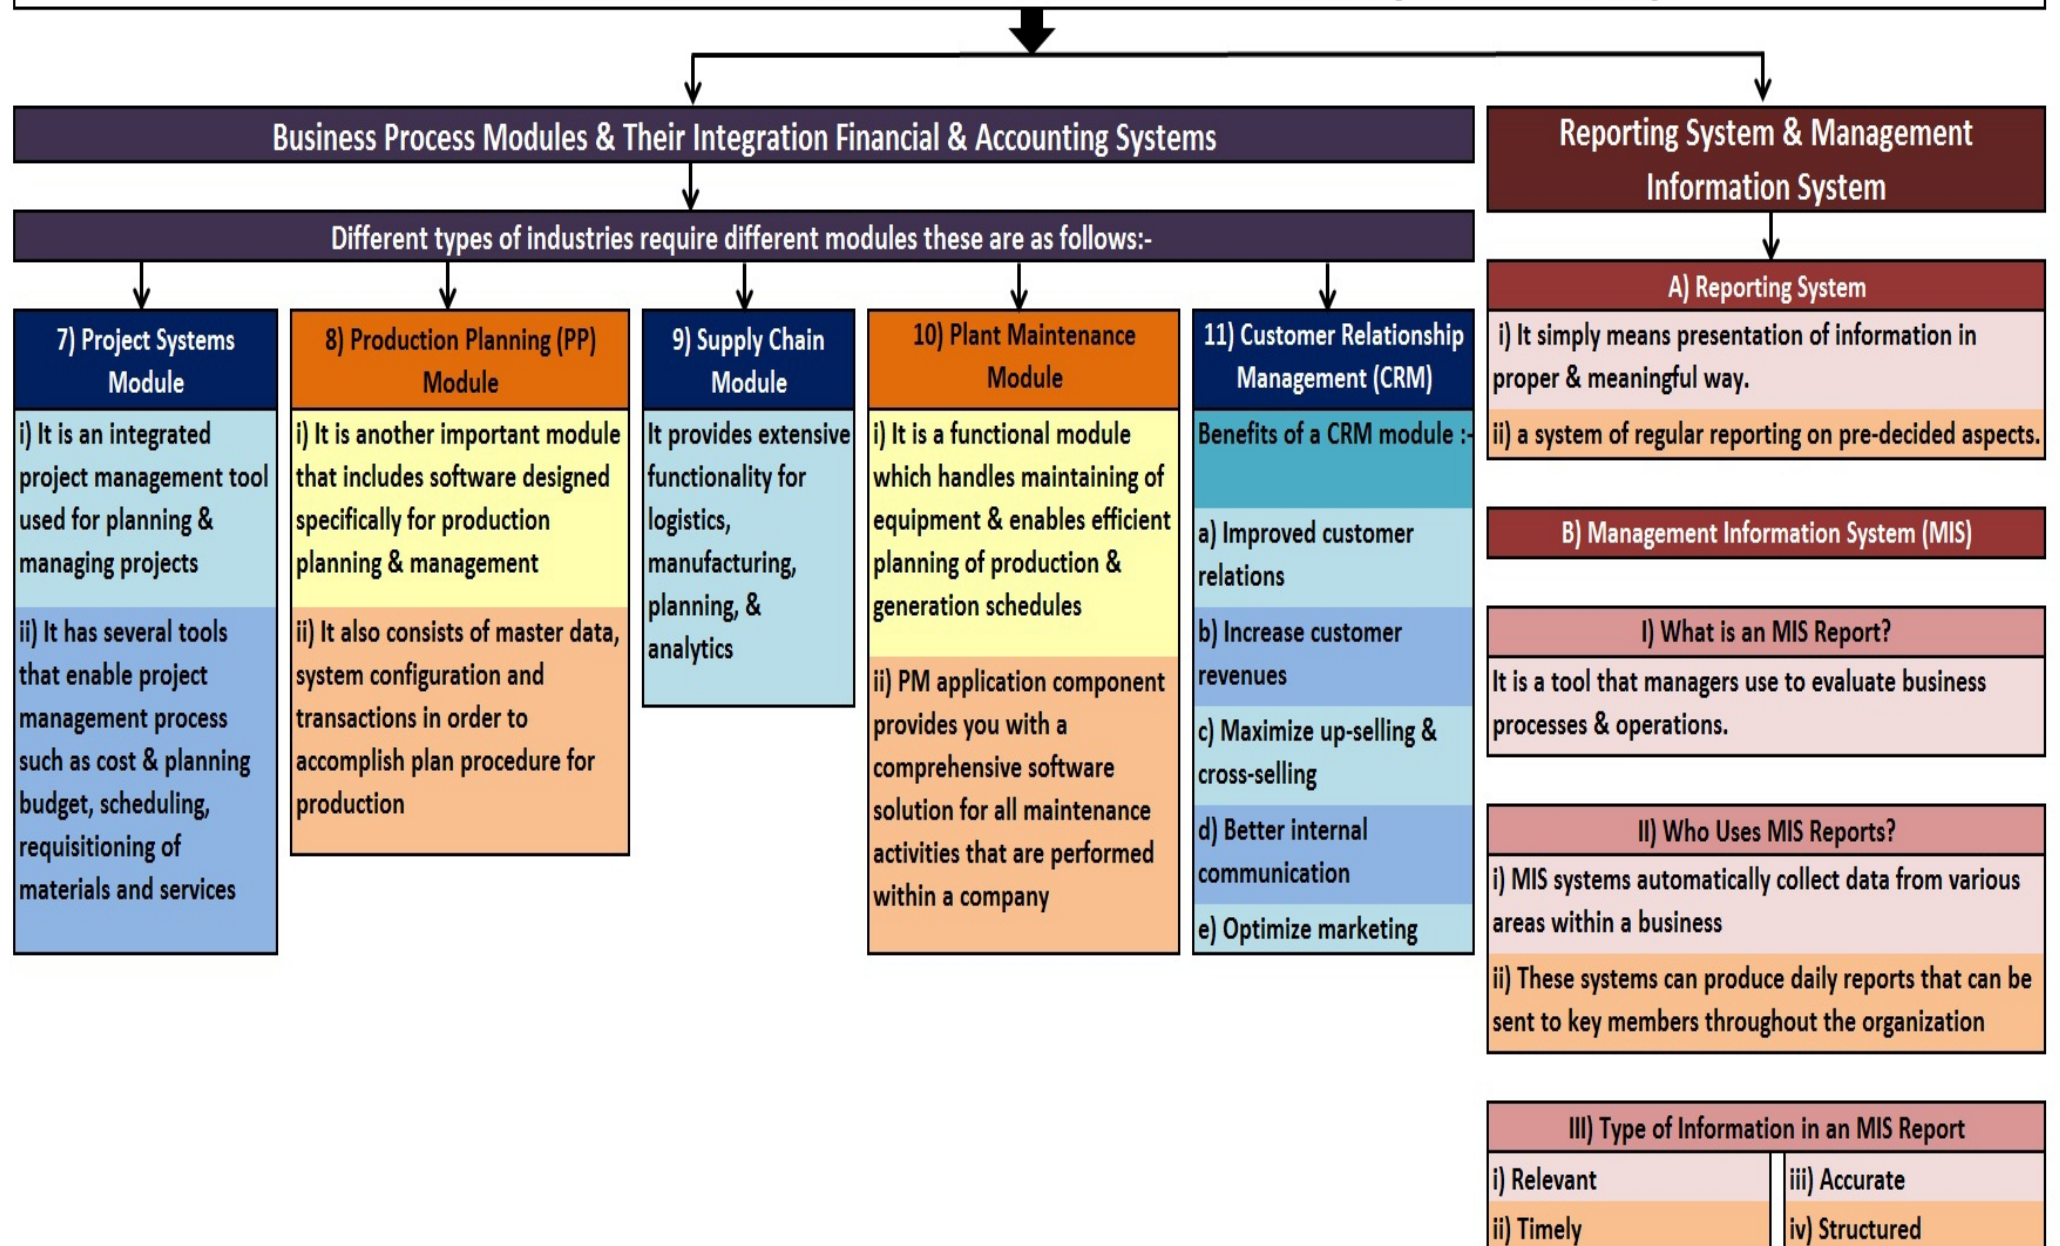 Business Process Modules & Their Integration Financial & Accounting Systems
Different types of industries require different modules these are as follows:-
7) Project Systems
Module
i) It is an integrated
project management tool
used for planning &
managing projects
ii) It has several tools
that enable project
management process
such as cost & planning
budget, scheduling,
requisitioning of
materials and services
8) Production Planning (PP)
Module
i) It is another important module
that includes software designed
specifically for production
planning & management
ii) It also consists of master data,
system configuration and
transactions in order to
accomplish plan procedure for
production
9) Supply Chain
Module
It provides extensive
functionality for
logistics,
manufacturing,
planning, &
analytics
10) Plant Maintenance
Module
i) It is a functional module
which handles maintaining of
equipment & enables efficient
planning of production &
generation schedules
ii) PM application component
provides you with a
comprehensive software
solution for all maintenance
activities that are performed
within a company
11) Customer Relationship
Management (CRM)
Benefits of a CRM module :-
a) Improved customer
relations
b) Increase customer
revenues
c) Maximize up-selling &
cross-selling
d) Better internal
communication
e) Optimize marketing
Reporting System & Management
Information System
A) Reporting System
i) It simply means presentation of information in
proper & meaningful way.
ii) a system of regular reporting on pre-decided aspects.
B) Management Information System (MIS)
I) What is an MIS Report?
It is a tool that managers use to evaluate business
processes & operations.
II) Who Uses MIS Reports?
i) MIS systems automatically collect data from various
areas within a business
ii) These systems can produce daily reports that can be
sent to key members throughout the organization
III) Type of Information in an MIS Report
i) Relevant
iii) Accurate
ii) Timely
iv) Structured